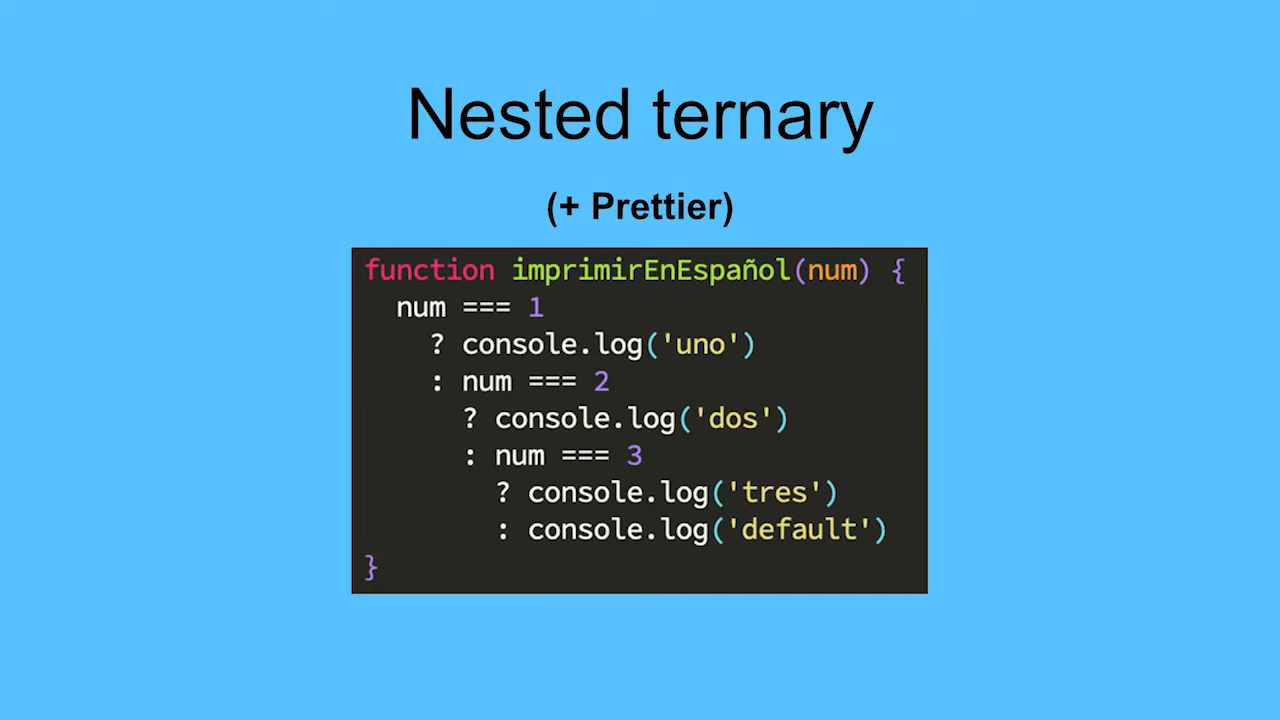 Nested ternary
(+ Prettier)
function imprimirEnEspañol(num) {
  num === 1
    ? console.log('uno')
    : num === 2
      ? console.log('dos')
      : num === 3
        ? console.log('tres')
        : console.log('default')
}